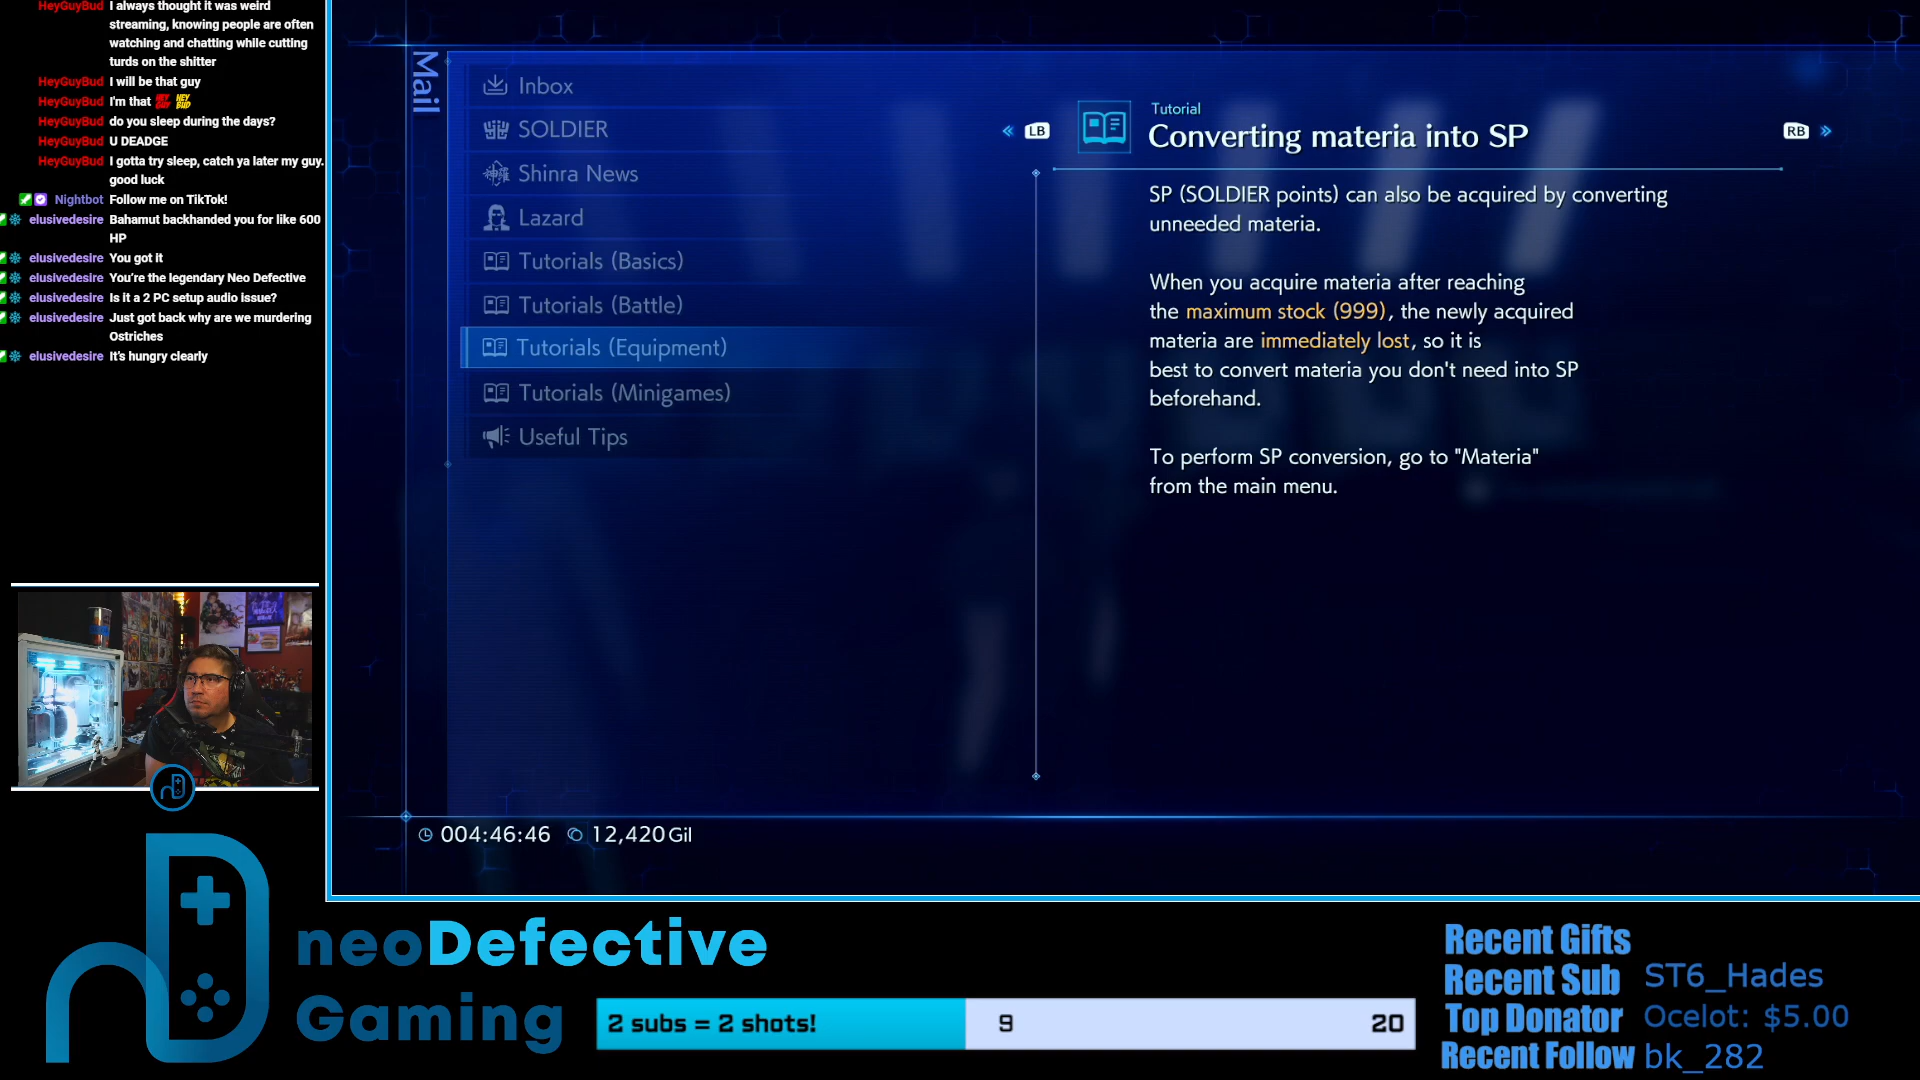 HeyGuyBud I always thought it was weird
streaming, knowing people are often
watching and chatting while cutting
turds on the shitter
HeyGuyBud I will be that guy
HeyGuyBud I'm that HEY GUY HEY BUD
HeyGuyBud do you sleep during the days?
HeyGuyBud U DEADGE
HeyGuyBud I gotta try sleep, catch ya later my guy.
good luck
Nightbot Follow me on TikTok!
elusivedesire Bahamut backhanded you for like 600
HP
elusivedesire You got it
elusivedesire You're the legendary Neo Defective
elusivedesire Is it a 2 PC setup audio issue?
elusivedesire Just got back why are we murdering
Ostriches
elusivedesire It's hungry clearly
Mail
Inbox
SOLDIER
Shinra News
Lazard
Tutorials (Basics)
Tutorials (Battle)
Tutorials (Equipment)
Tutorials (Minigames)
Useful Tips
LB
Tutorial
Converting materia into SP
RB
SP (SOLDIER points) can also be acquired by converting
unneeded materia.
When you acquire materia after reaching
the maximum stock (999), the newly acquired
materia are immediately lost, so it is
best to convert materia you don't need into SP
beforehand.
To perform SP conversion, go to "Materia"
from the main menu.
004:46:46 12,420 Gil
neoDefective
Gaming
2 subs = 2 shots! 9 20
Recent Gifts
Recent Sub ST6_Hades
Top Donator Ocelot: $5.00
Recent Follow bk_282